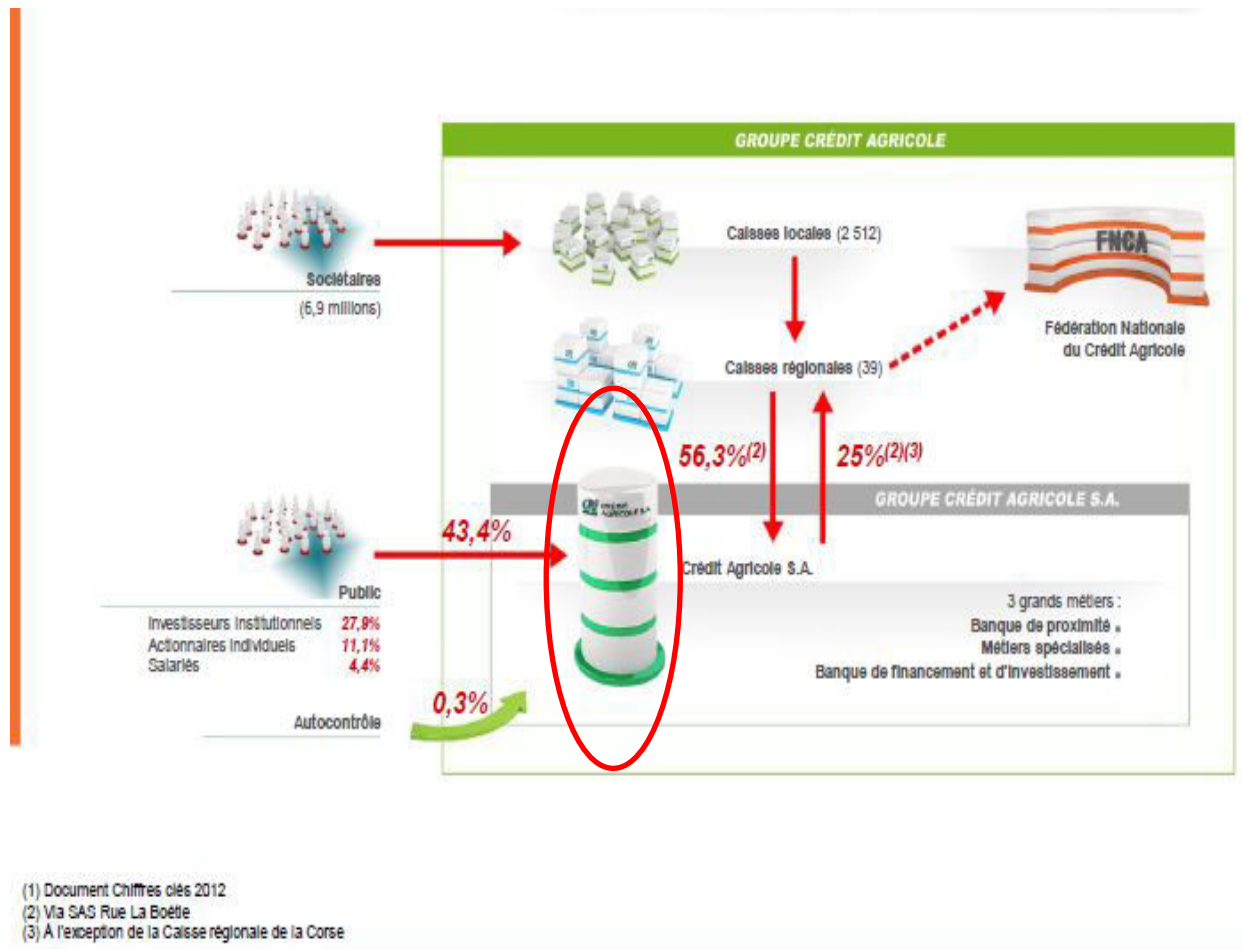 GROUPE CRÉDIT AGRICOLE
Caisses locales (2 512)
FNCA
Sociétaires
(6,9 millions)
Fédération Nationale
du Crédit Agricole
Caisses régionales (39)
56,3%(2)
25%(2)(3)
GROUPE CRÉDIT AGRICOLE S.A.
CRÉDIT
AGRICOLE S.A.
43,4%
Crédit Agricole S.A.
Public
Investisseurs Institutionnels 27,9%
Actionnaires Individuels 11,1%
Salariés 4,4%
3 grands métiers :
Banque de proximité
Métiers spécialisés
Banque de financement et d'investissement
0,3%
Autocontrôle
(1) Document Chiffres clés 2012
(2) Via SAS Rue La Boétie
(3) À l'exception de la Caisse régionale de la Corse